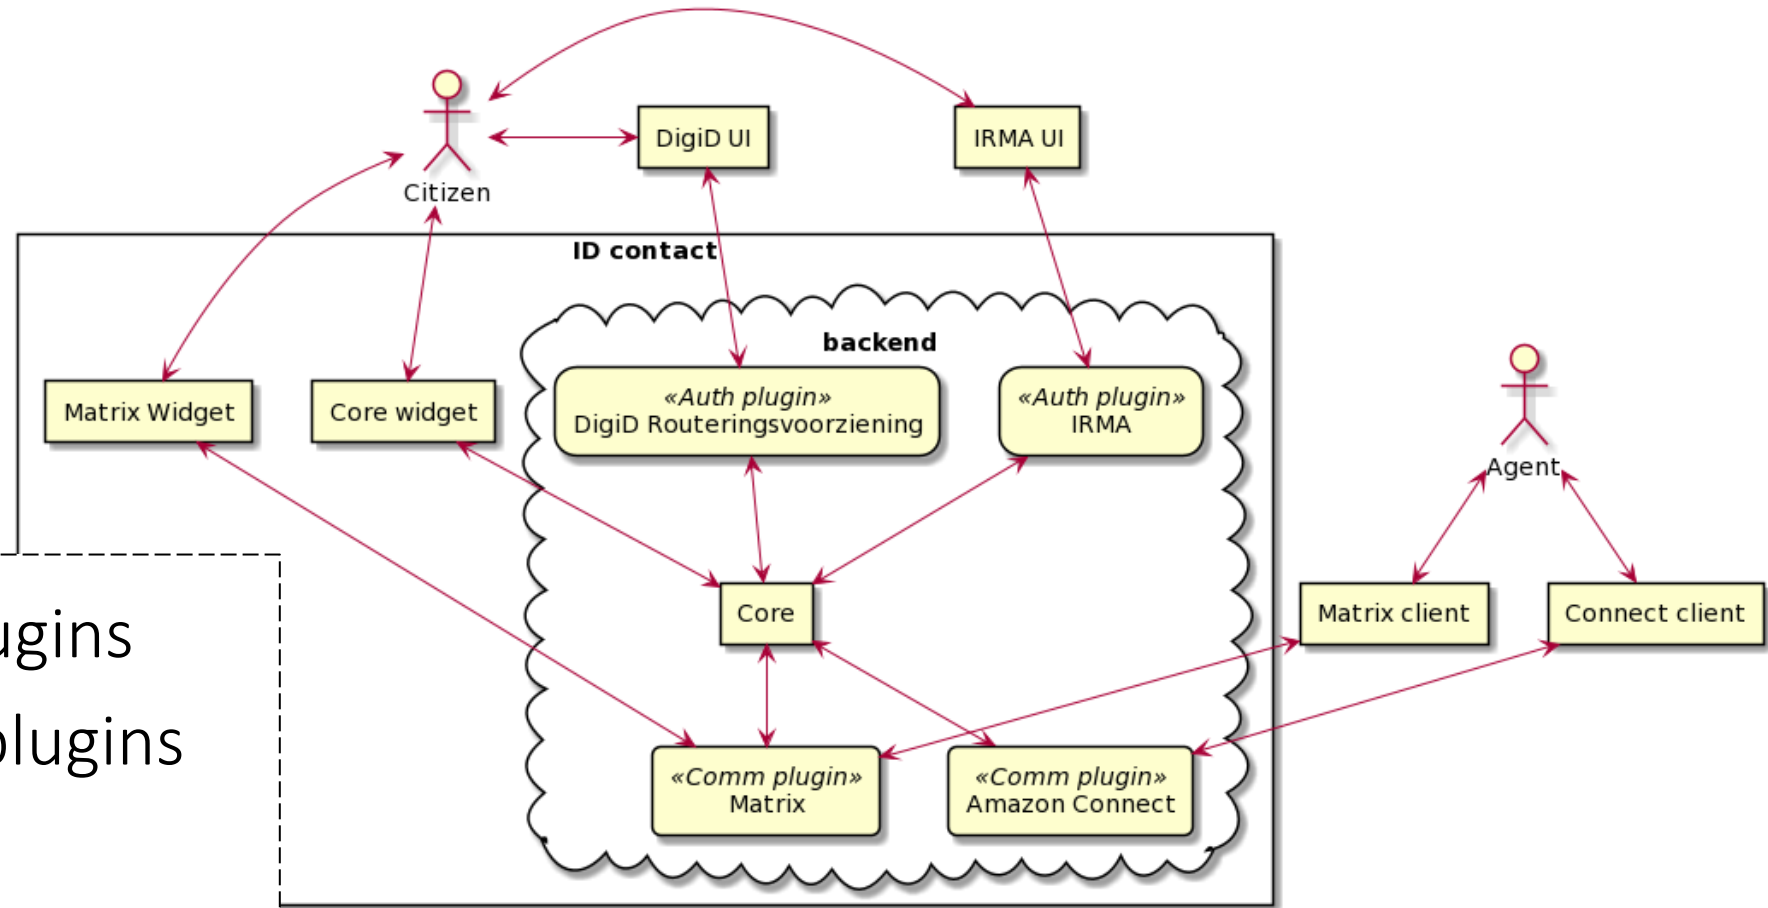 DigiD UI
IRMA UI
Citizen
ID contact
backend
Matrix Widget
Core widget
«Auth plugin»
DigiD Routeringsvoorziening
«Auth plugin»
IRMA
Agent
Core
Matrix client
Connect client
ugins
plugins
«Comm plugin»
Matrix
«Comm plugin»
Amazon Connect